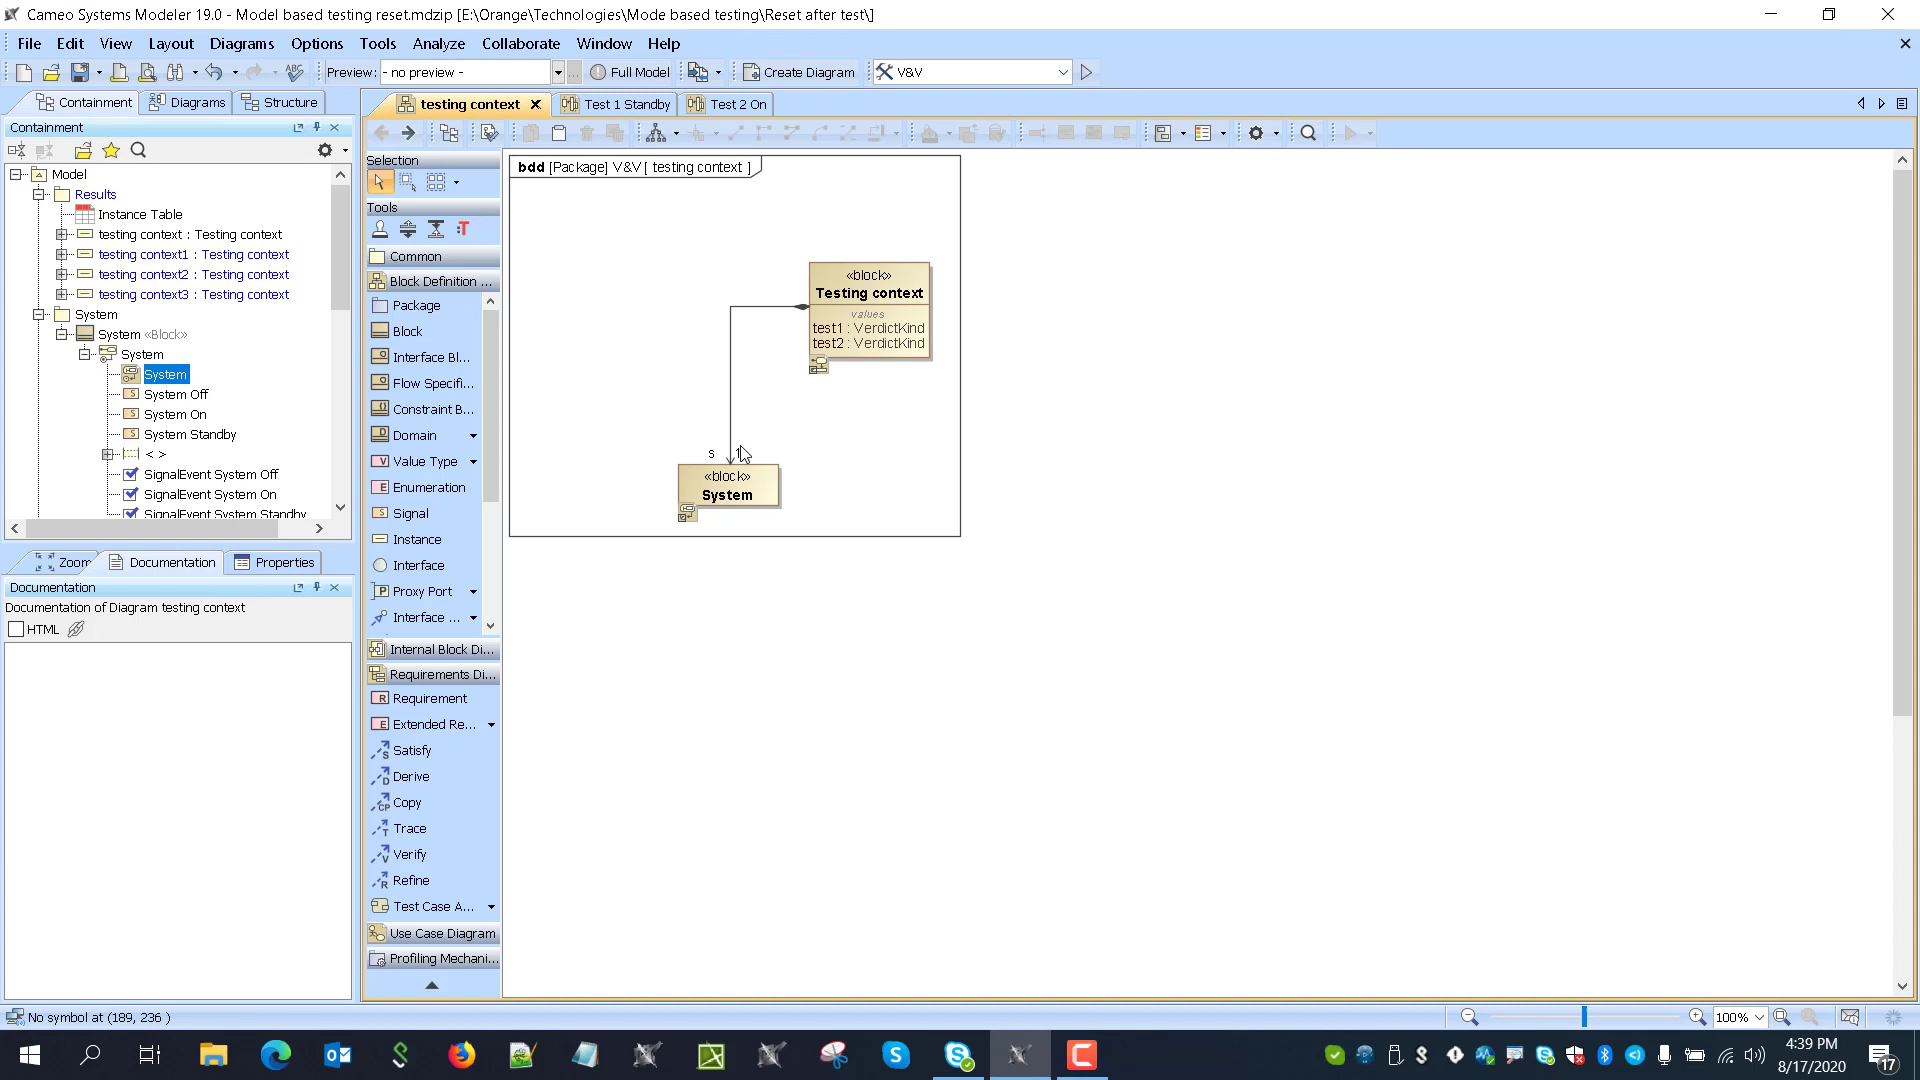 Cameo Systems Modeler 19.0 - Model based testing reset.mdzip [E:\Orange\Technologies\Mode based testing\Reset after test\]
File Edit View Layout Diagrams Options Tools Analyze Collaborate Window Help
Preview: - no preview - ... Full Model Create Diagram V&V
Containment Diagrams Structure
testing context Test 1 Standby Test 2 On
Containment
Model
Results
Instance Table
testing context : Testing context
testing context1 : Testing context
testing context2 : Testing context
testing context3 : Testing context
System
System «Block»
System
System
System Off
System On
System Standby
< >
SignalEvent System Off
SignalEvent System On
SignalEvent System Standby
Zoom Documentation Properties
Documentation
Documentation of Diagram testing context
HTML
Selection
Tools
Common
Block Definition ...
Package
Block
Interface Bl...
Flow Specifi...
Constraint B...
Domain
Value Type
Enumeration
Signal
Instance
Interface
Proxy Port
Interface ...
Internal Block Di...
Requirements Di...
Requirement
Extended Re...
Satisfy
Derive
Copy
Trace
Verify
Refine
Test Case A...
Use Case Diagram
Profiling Mechani...
bdd [Package] V&V [ testing context ]
«block»
Testing context
values
test1 : VerdictKind
test2 : VerdictKind
s
«block»
System
No symbol at (189, 236 )
100%
4:39 PM
8/17/2020
17